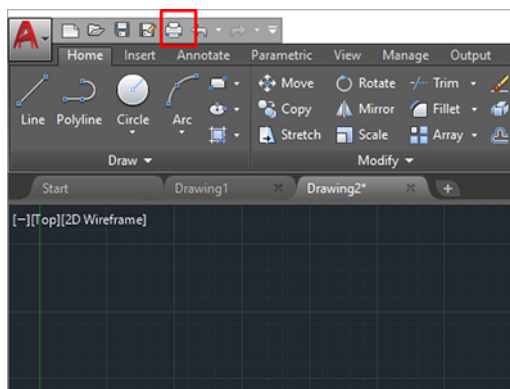 A
Home Insert Annotate Parametric View Manage Output
Move Rotate Trim
Line Polyline Circle Arc Copy Mirror Fillet
Stretch Scale Array
Draw Modify
Start Drawing1 Drawing2* +
[−][Top][2D Wireframe]